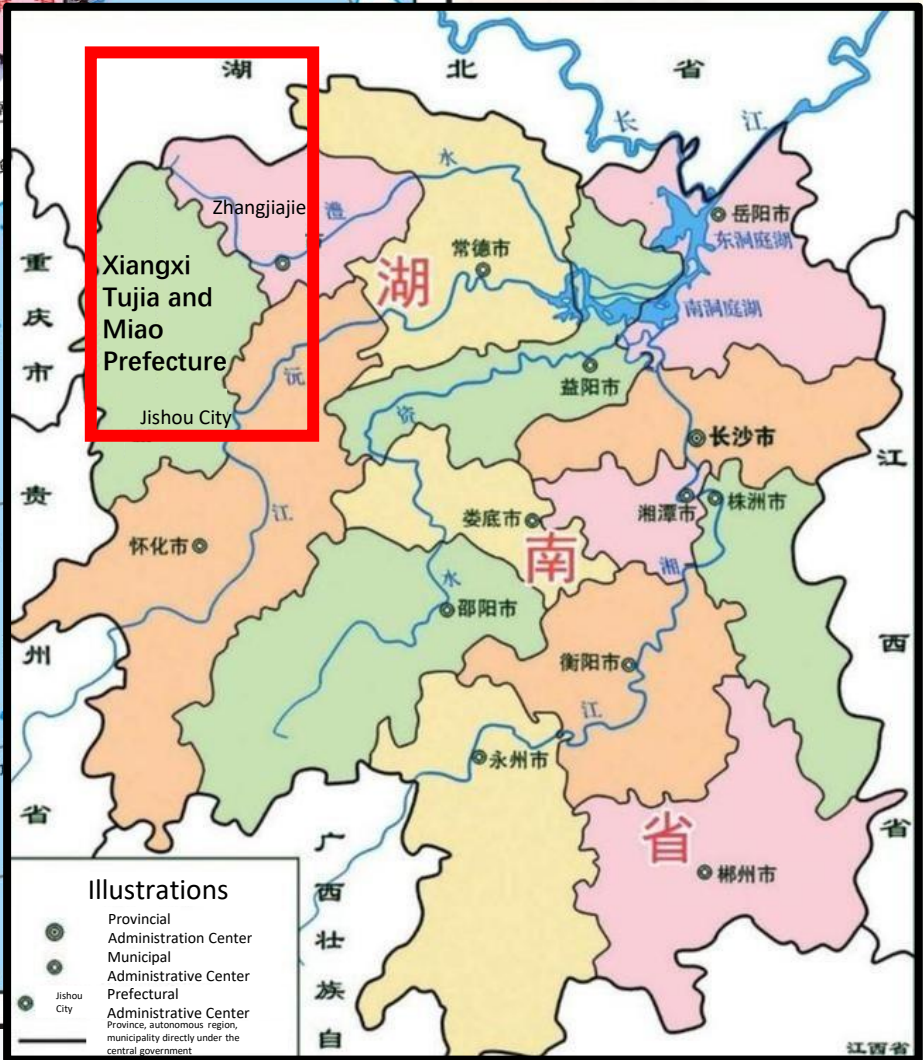 湖 北 省
长 江
水
Zhangjiajie
澧
岳阳市
东洞庭湖
常德市
湖
南洞庭湖
重庆市
Xiangxi
Tujia and
Miao
Prefecture
沅
益阳市
Jishou City
资
长沙市
江
贵
湘潭市
株洲市
娄底市
江
怀化市
南
湘
水
邵阳市
州
西
衡阳市
江
永州市
省
省
广西壮族自
省
郴州市
Illustrations
Provincial
Administration Center
Municipal
Administrative Center
Jishou
City
Prefectural
Administrative Center
Province, autonomous region,
municipality directly under the
central government
江西省